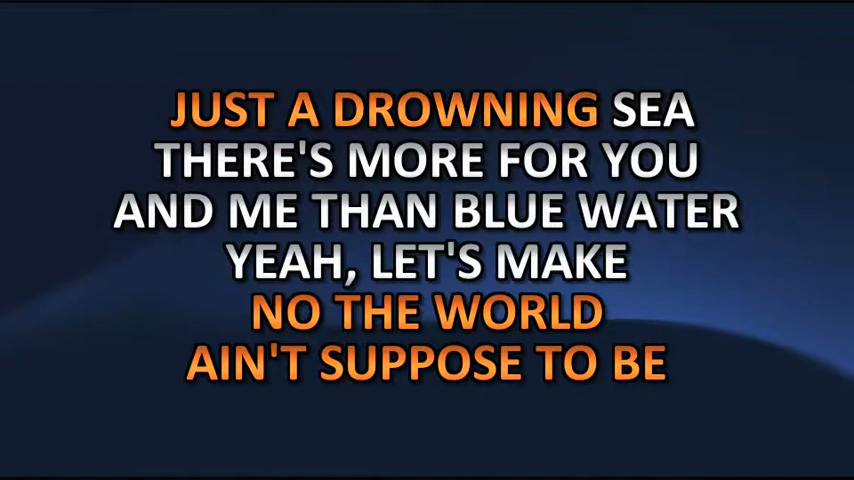 JUST A DROWNING SEA
THERE'S MORE FOR YOU
AND ME THAN BLUE WATER
YEAH, LET'S MAKE
NO THE WORLD
AIN'T SUPPOSE TO BE